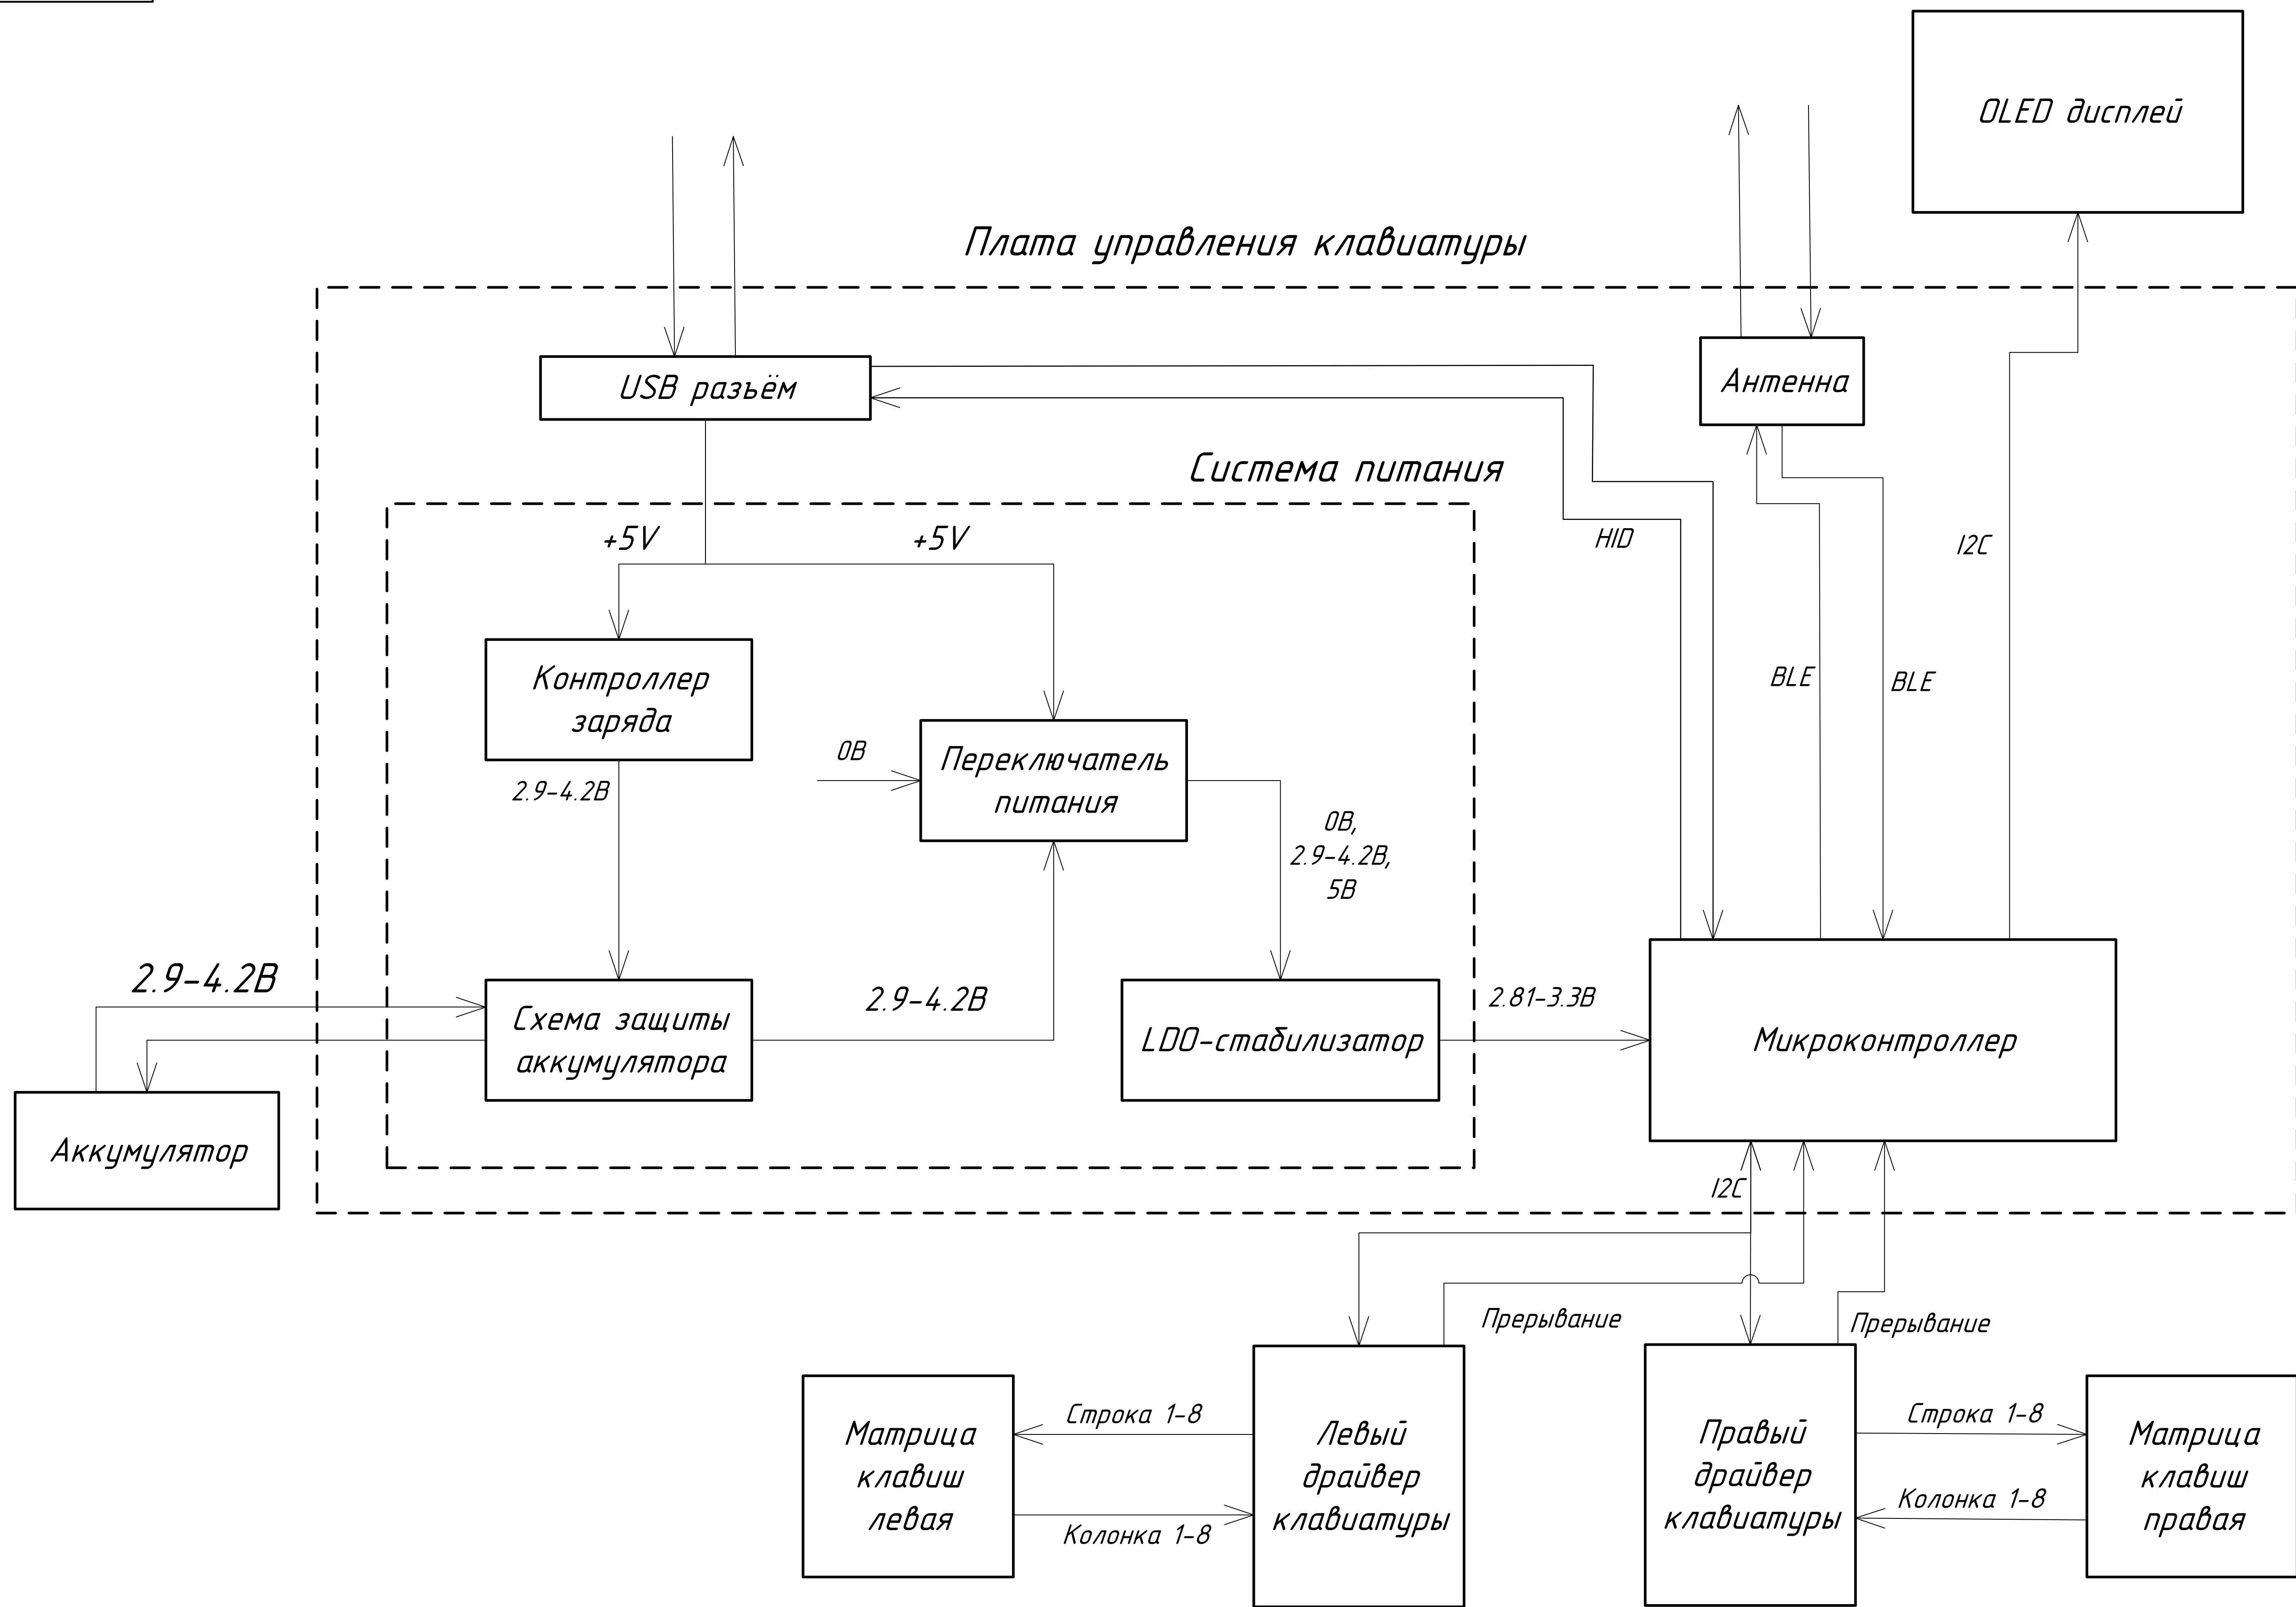 OLED дисплей
Плата управления клавиатуры
USB разъём
Антенна
Система питания
+5V
+5V
HID
I2C
Контроллер
заряда
BLE
BLE
0В
Переключатель
питания
2.9-4.2В
0В,
2.9-4.2В,
5В
2.9-4.2В
2.9-4.2В
2.81-3.3В
Схема защиты
аккумулятора
LDO-стабилизатор
Микроконтроллер
Аккумулятор
I2C
Прерывание
Прерывание
Матрица
клавиш
левая
Строка 1-8
Колонка 1-8
Левый
драйвер
клавиатуры
Правый
драйвер
клавиатуры
Строка 1-8
Колонка 1-8
Матрица
клавиш
правая